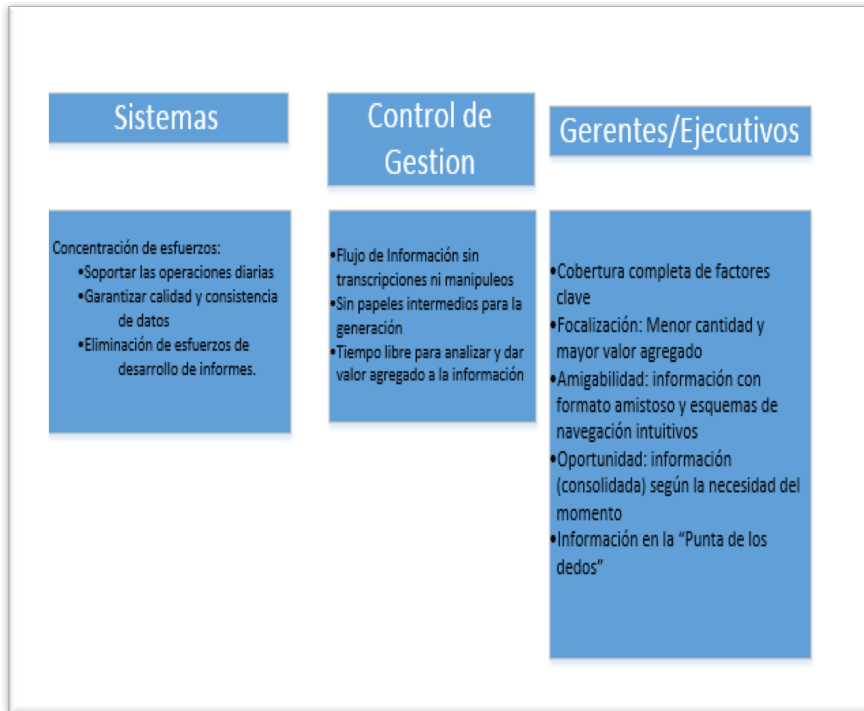 Sistemas
Concentración de esfuerzos:
•Soportar las operaciones diarias
•Garantizar calidad y consistencia
de datos
•Eliminación de esfuerzos de
desarrollo de informes.
Control de
Gestion
•Flujo de Información sin
transcripciones ni manipuleos
•Sin papeles intermedios para la
generación
•Tiempo libre para analizar y dar
valor agregado a la información
Gerentes/Ejecutivos
•Cobertura completa de factores
clave
•Focalización: Menor cantidad y
mayor valor agregado
•Amigabilidad: información con
formato amistoso y esquemas de
navegación intuitivos
•Oportunidad: información
(consolidada) según la necesidad del
momento
•Información en la “Punta de los
dedos”